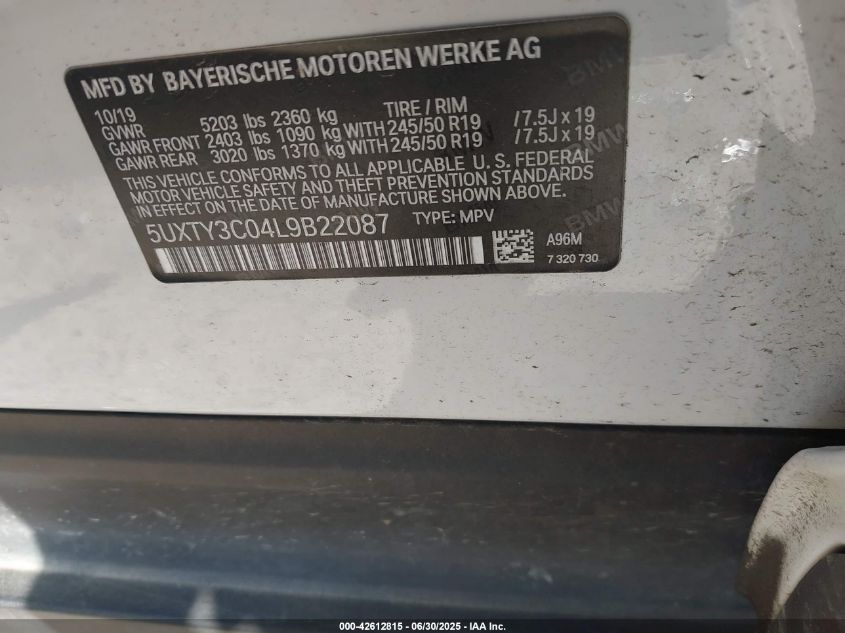 MFD BY BAYERISCHE MOTOREN WERKE AG
10/19 TIRE / RIM
GVWR 5203 lbs 2360 kg
GAWR FRONT 2403 lbs 1090 kg WITH 245/50 R19 /7.5J x 19
GAWR REAR 3020 lbs 1370 kg WITH 245/50 R19 /7.5J x 19
THIS VEHICLE CONFORMS TO ALL APPLICABLE U. S. FEDERAL
MOTOR VEHICLE SAFETY AND THEFT PREVENTION STANDARDS
IN EFFECT ON THE DATE OF MANUFACTURE SHOWN ABOVE.
5UXTY3C04L9B22087 TYPE: MPV
A96M
7 320 730
BMW
BMW
BMW
BMW
000-42612815 - 06/30/2025 - IAA Inc.